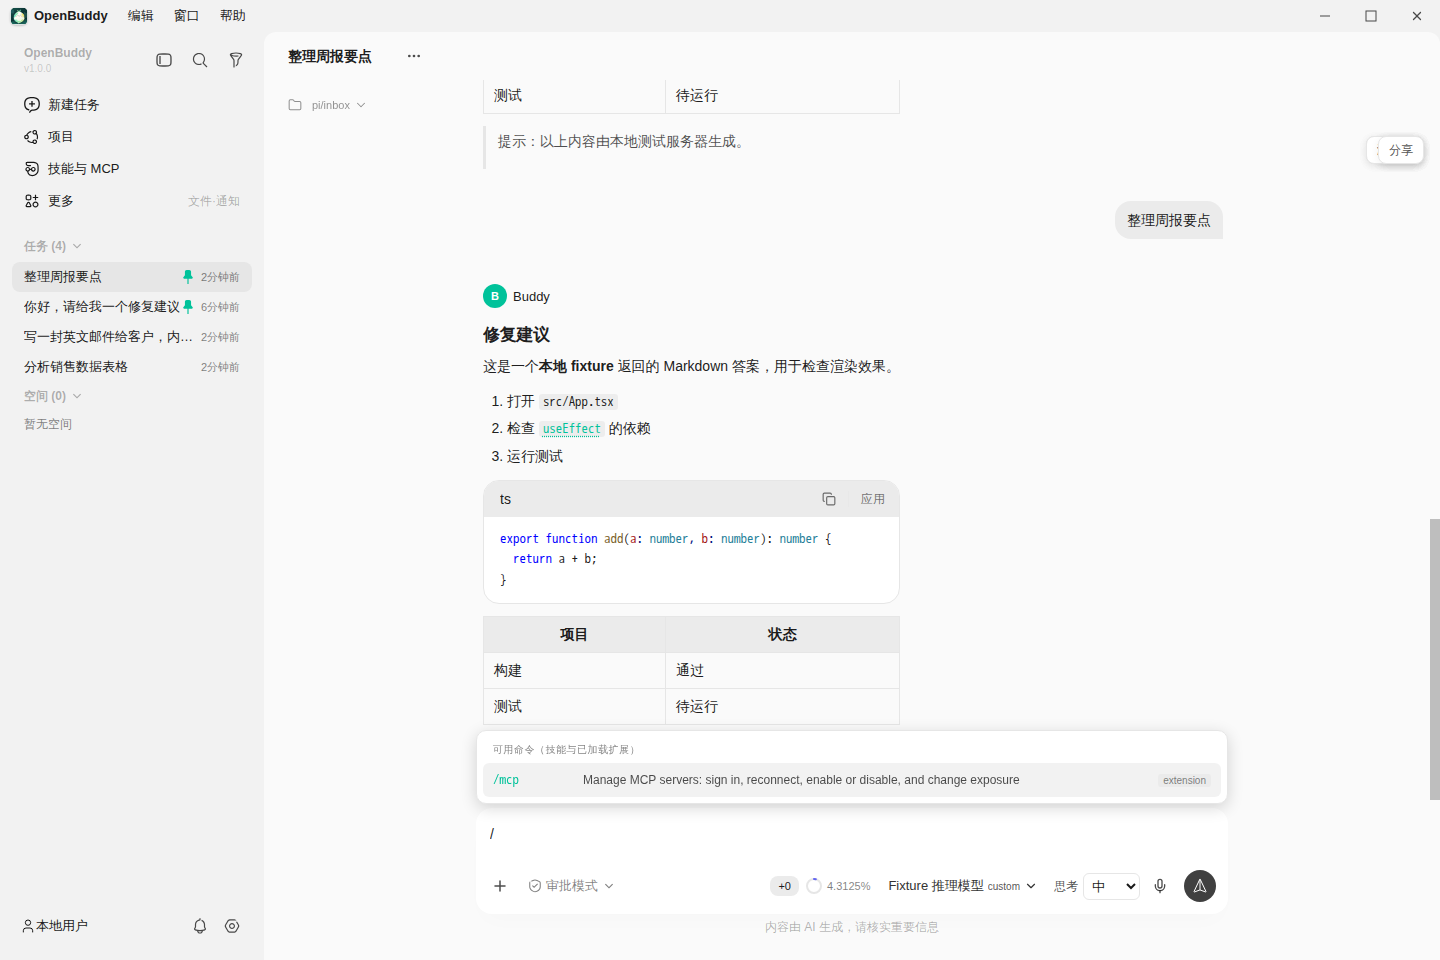 OpenBuddy 编辑 窗口 帮助
OpenBuddy
v1.0.0
新建任务
项目
技能与 MCP
更多 文件·通知
任务 (4)
整理周报要点 2分钟前
你好，请给我一个修复建议 6分钟前
写一封英文邮件给客户，内… 2分钟前
分析销售数据表格 2分钟前
空间 (0)
暂无空间
本地用户
整理周报要点 ···
pi/inbox
测试 待运行
提示：以上内容由本地测试服务器生成。
分享
整理周报要点
B Buddy
修复建议
这是一个本地 fixture 返回的 Markdown 答案，用于检查渲染效果。
1. 打开 src/App.tsx
2. 检查 useEffect 的依赖
3. 运行测试
ts 应用
export function add(a: number, b: number): number {
return a + b;
}
项目 状态
构建 通过
测试 待运行
可用命令（技能与已加载扩展）
/mcp Manage MCP servers: sign in, reconnect, enable or disable, and change exposure extension
/
审批模式 +0 4.3125% Fixture 推理模型 custom 思考 中
内容由 AI 生成，请核实重要信息